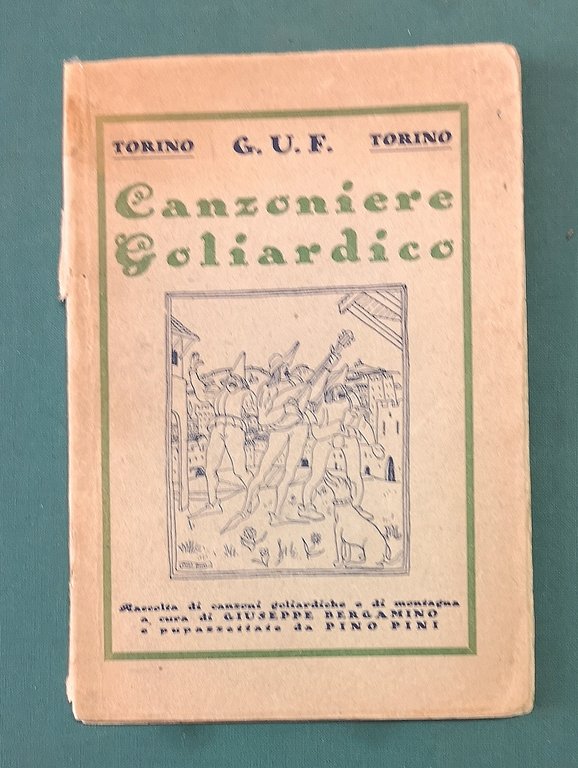 TORINO G. U. F. TORINO
Canzoniere
Goliardico
Raccolta di canzoni goliardiche e di montagna
a cura di GIUSEPPE BERGAMINO
e pupazzettate da PINO PINI